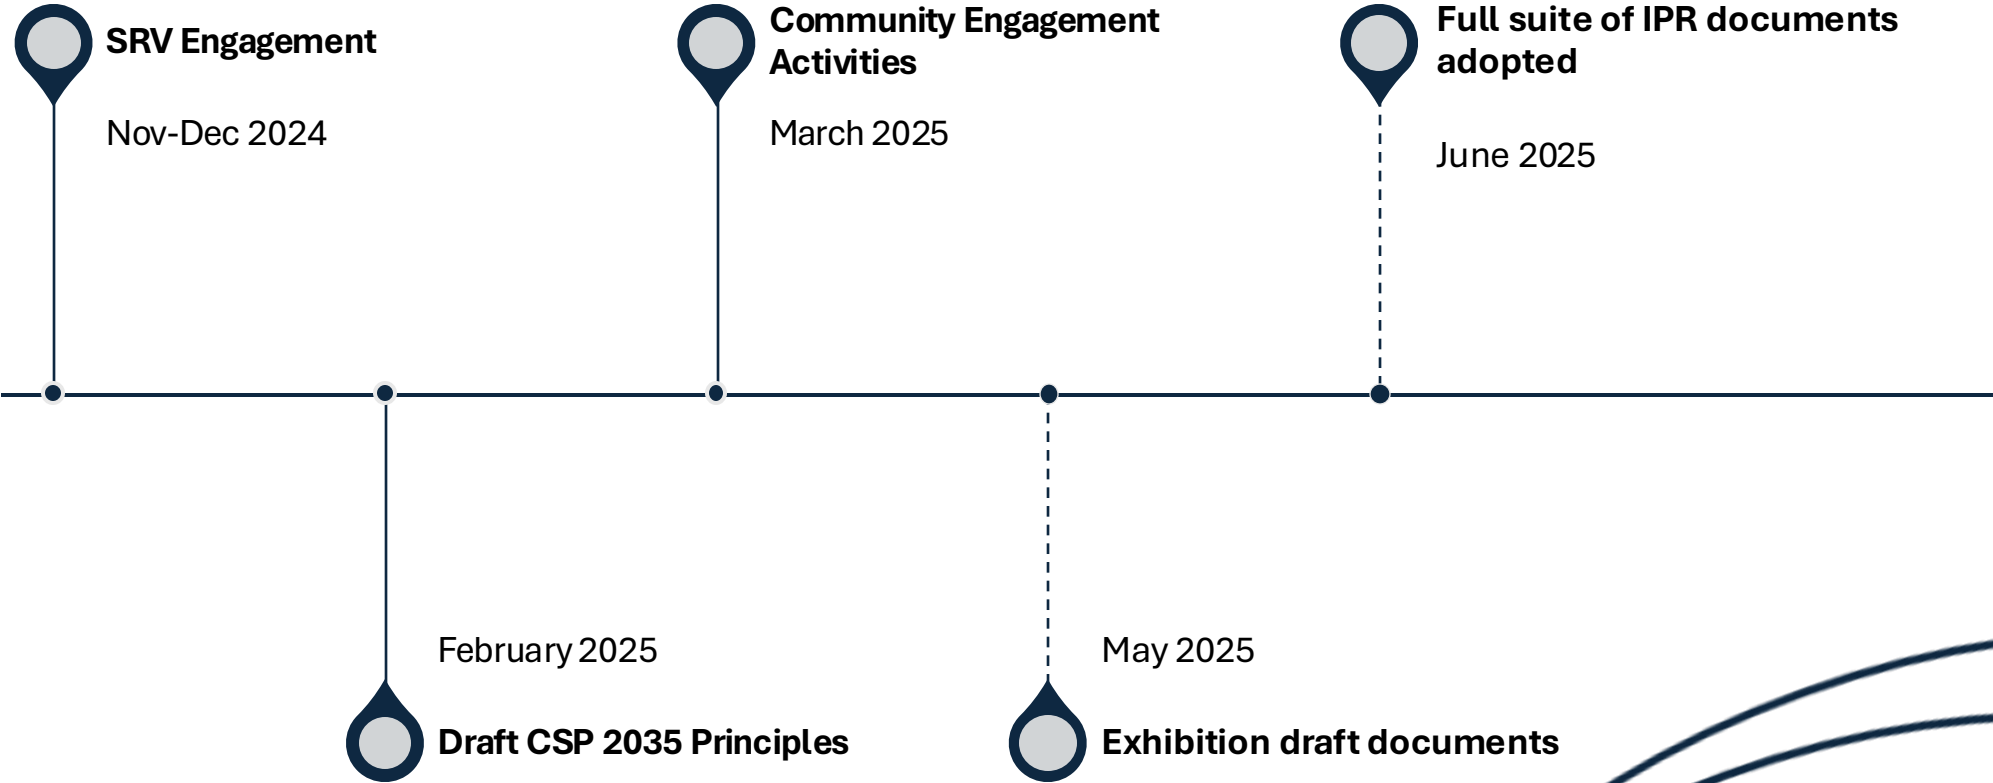 SRV Engagement
Nov-Dec 2024
Community Engagement
Activities
March 2025
Full suite of IPR documents
adopted
June 2025
February 2025
Draft CSP 2035 Principles
May 2025
Exhibition draft documents